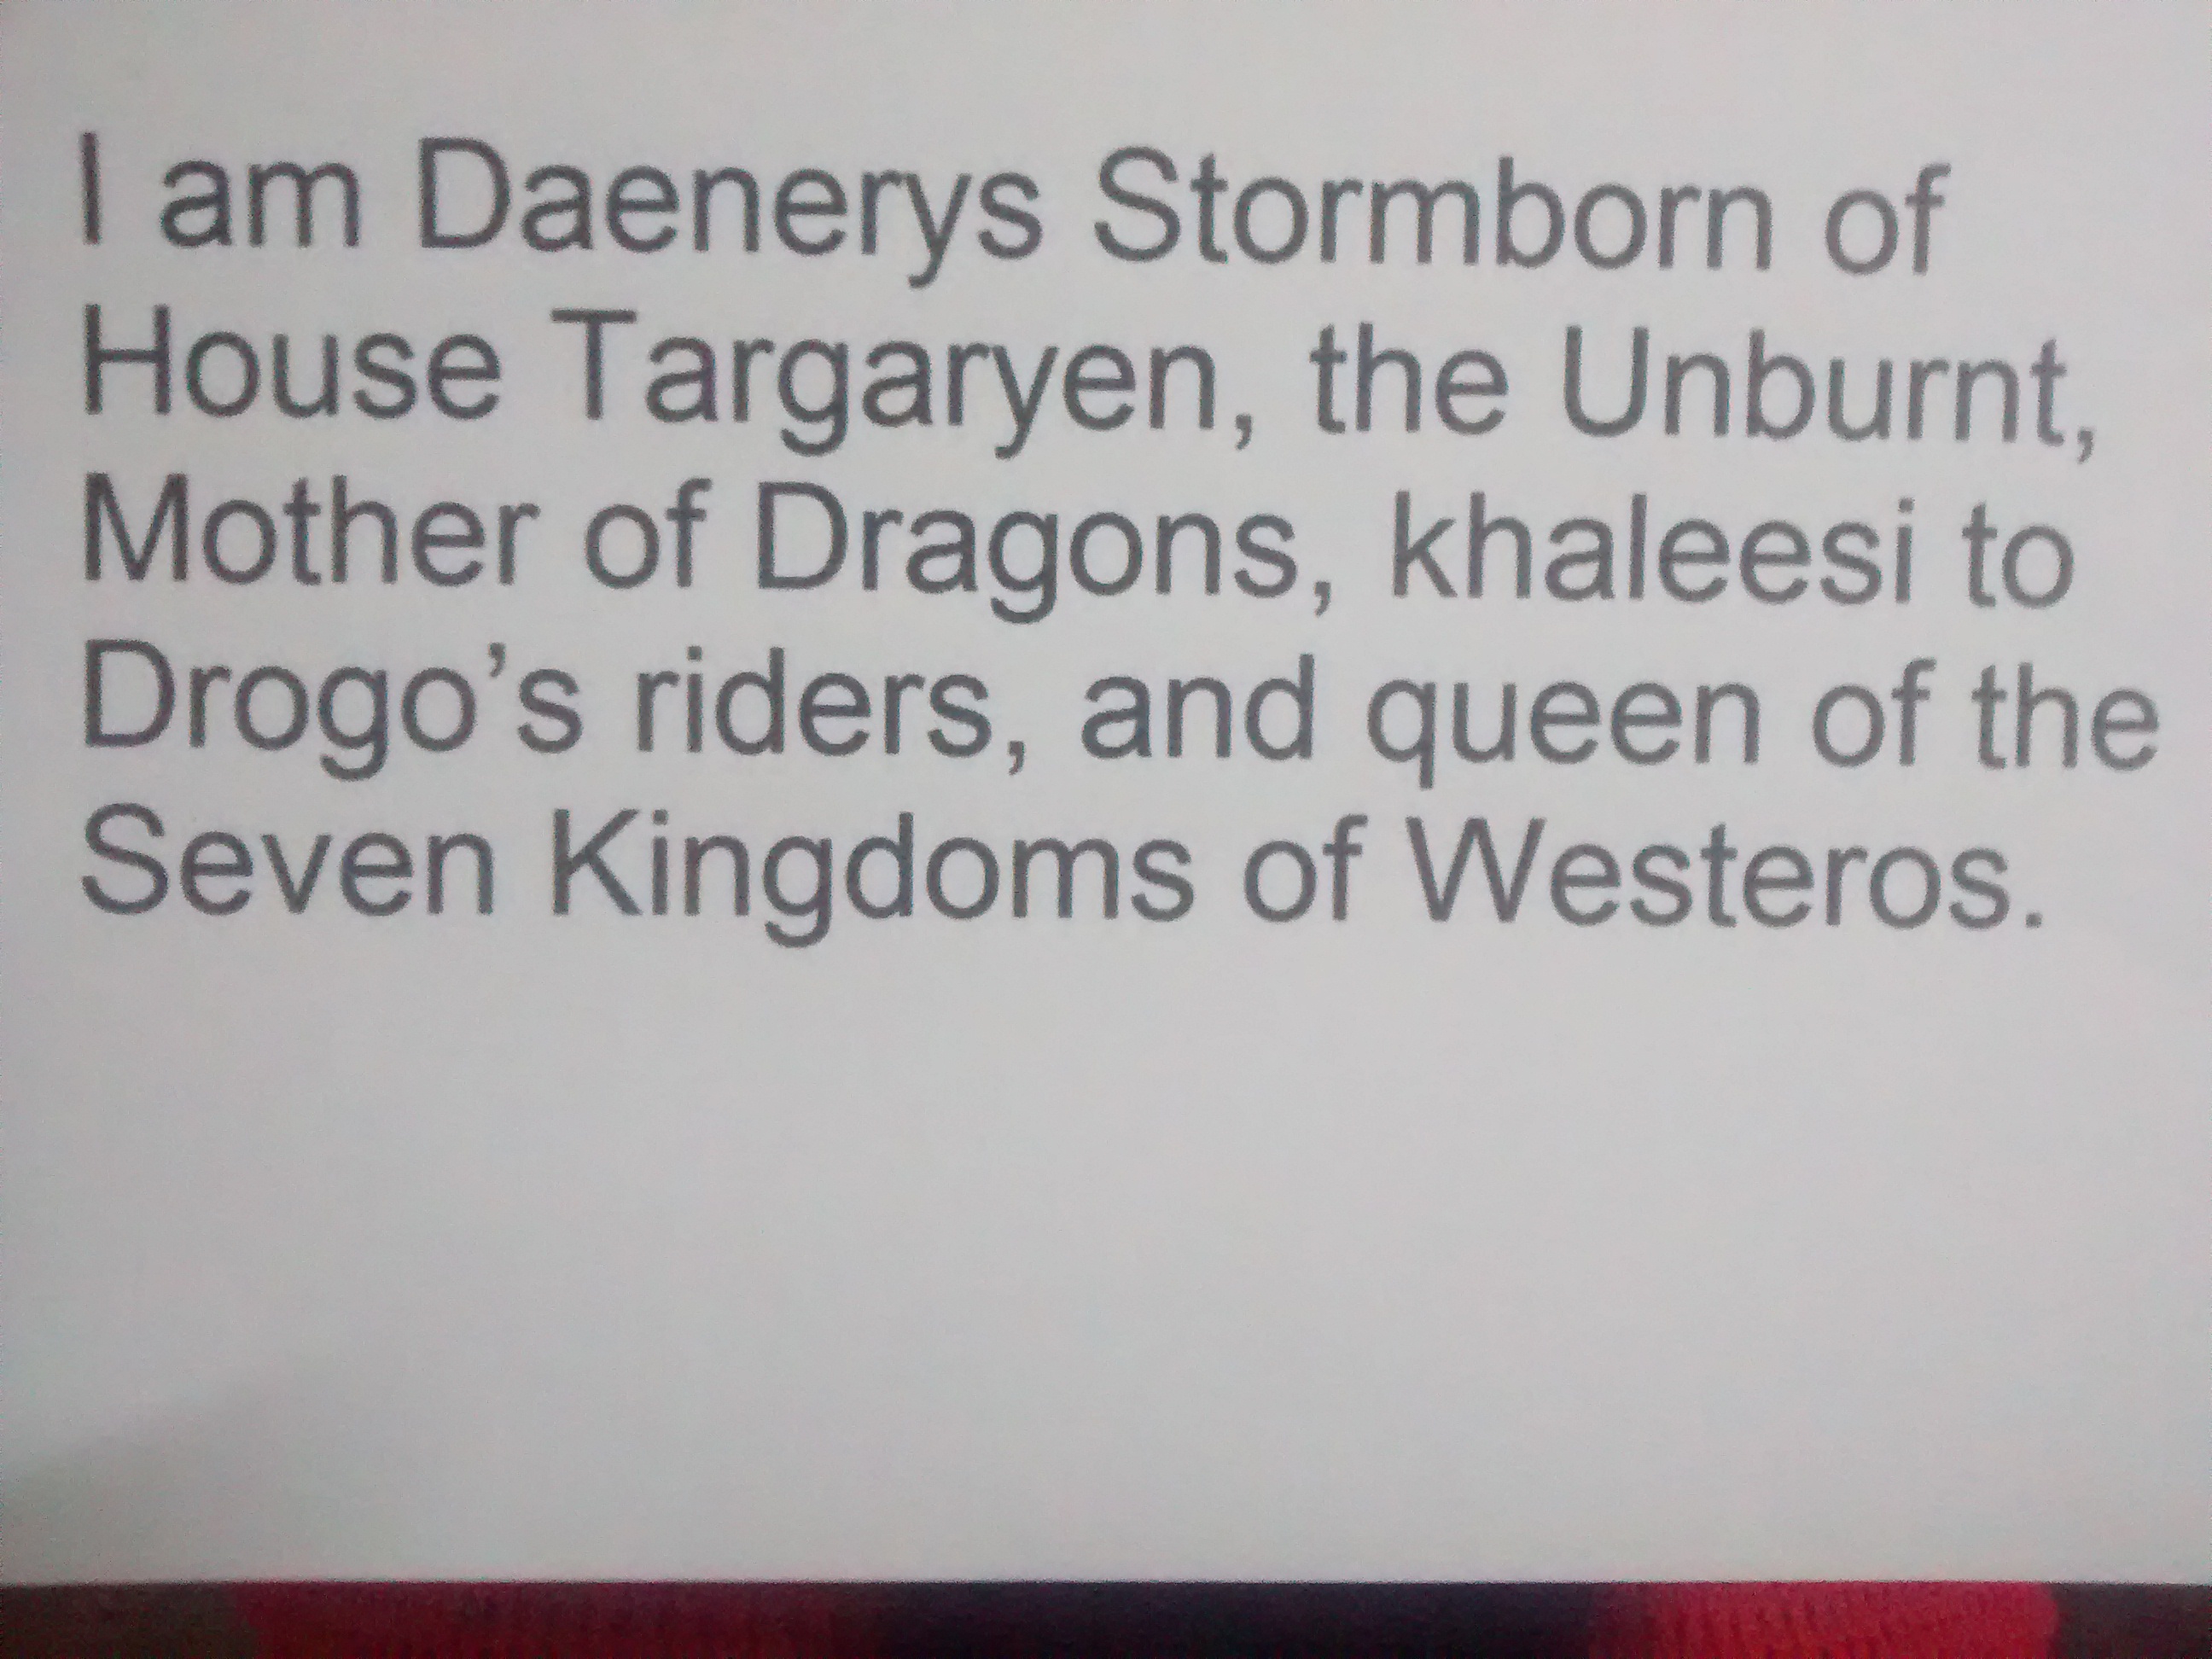 I am Daenerys Stormborn of
House Targaryen, the Unburnt,
Mother of Dragons, khaleesi to
Drogo’s riders, and queen of the
Seven Kingdoms of Westeros.